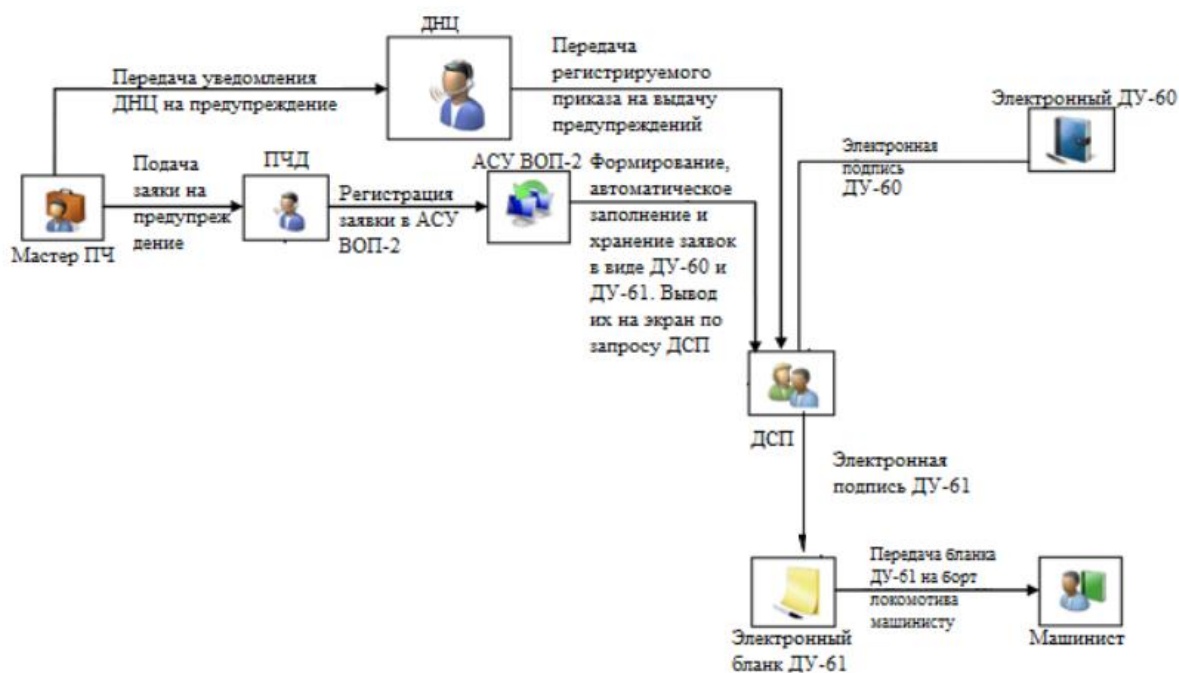 ДНЦ
Передача уведомления
ДНЦ на предупреждение
Передача
регистрируемого
приказа на выдачу
предупреждений
Электронный ДУ-60
Электронная
подпись
ДУ-60
Подача
заяки на
предупреж
дение
ПЧД
Регистрация
заявки в АСУ
ВОП-2
АСУ ВОП-2
Формирование,
автоматическое
заполнение и
хранение заявок
в виде ДУ-60 и
ДУ-61. Вывод
их на экран по
запросу ДСП
Мастер ПЧ
ДСП
Электронная
подпись ДУ-61
Передача бланка
ДУ-61 на борт
локомотива
машинисту
Электронный
бланк ДУ-61
Машинист